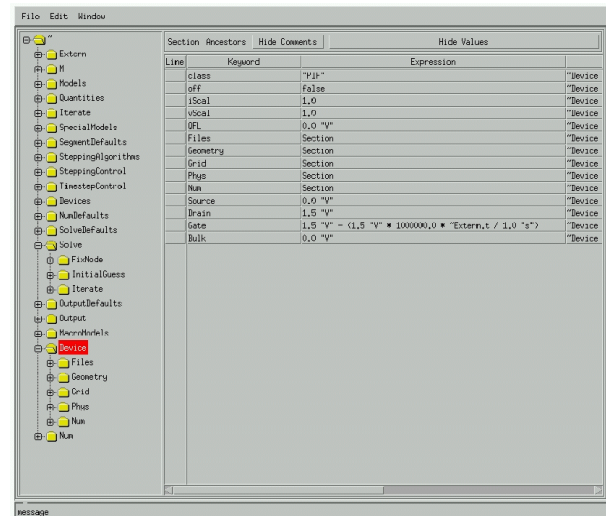 File Edit Window
~
Extern
M
Models
Quantities
Iterate
SpecialModels
SegmentDefaults
SteppingAlgorithms
SteppingControl
TimestepControl
Devices
NumDefaults
SolveDefaults
Solve
FixNode
InitialGuess
Iterate
OutputDefaults
Output
MacroModels
Device
Files
Geometry
Grid
Phys
Num
Num
Section Ancestors Hide Comments Hide Values
Line Keyword Expression
class "PIF" ~Device
off false ~Device
iScal 1.0 ~Device
vScal 1.0 ~Device
QFL 0.0 "V" ~Device
Files Section ~Device
Geometry Section ~Device
Grid Section ~Device
Phys Section ~Device
Num Section ~Device
Source 0.0 "V" ~Device
Drain 1.5 "V" ~Device
Gate 1.5 "V" - (1.5 "V" * 1000000.0 * ~Extern.t / 1.0 "s") ~Device
Bulk 0.0 "V" ~Device
message